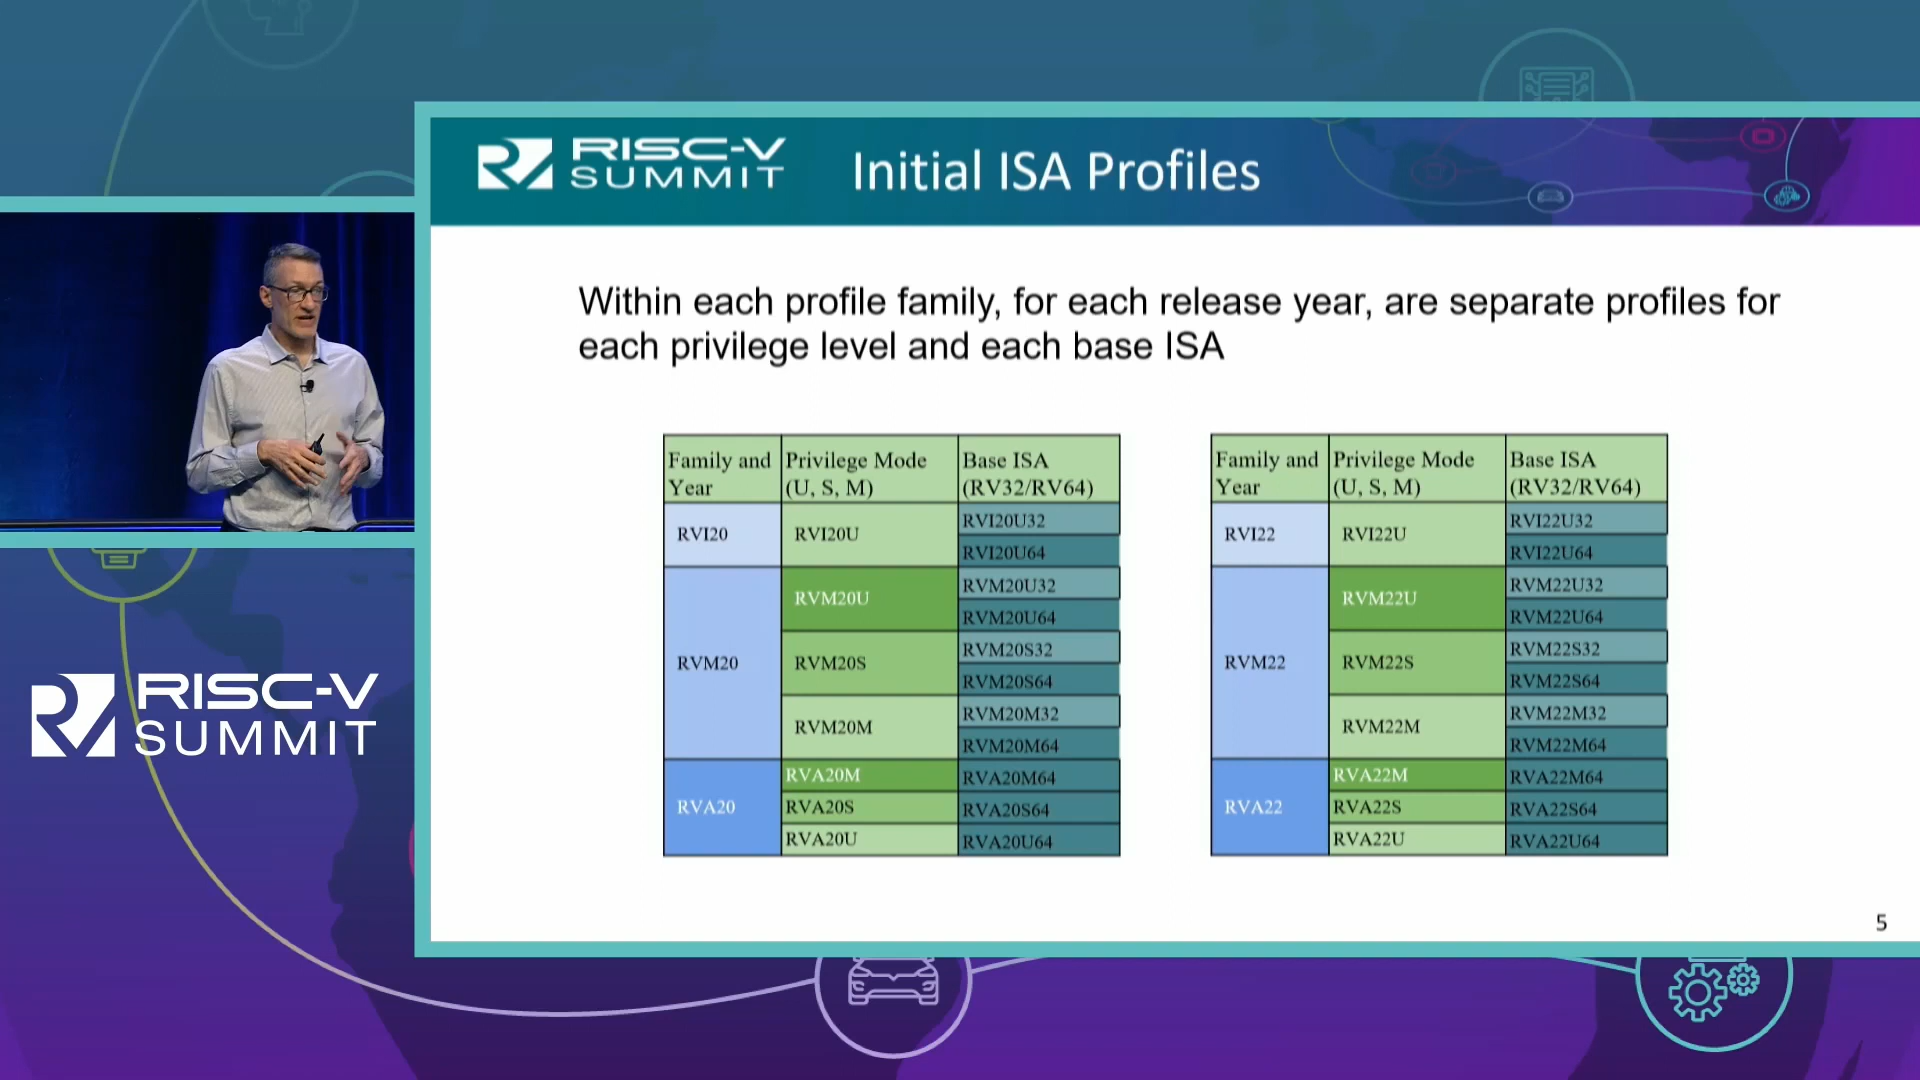 RISC-V
SUMMIT
Initial ISA Profiles
Within each profile family, for each release year, are separate profiles for
each privilege level and each base ISA
Family and Year
Privilege Mode (U, S, M)
Base ISA (RV32/RV64)
RVI20
RVI20U
RVI20U32
RVI20U64
RVM20
RVM20U
RVM20U32
RVM20U64
RVM20S
RVM20S32
RVM20S64
RVM20M
RVM20M32
RVM20M64
RVA20
RVA20M
RVA20M64
RVA20S
RVA20S64
RVA20U
RVA20U64
Family and Year
Privilege Mode (U, S, M)
Base ISA (RV32/RV64)
RVI22
RVI22U
RVI22U32
RVI22U64
RVM22
RVM22U
RVM22U32
RVM22U64
RVM22S
RVM22S32
RVM22S64
RVM22M
RVM22M32
RVM22M64
RVA22
RVA22M
RVA22M64
RVA22S
RVA22S64
RVA22U
RVA22U64
5
RISC-V
SUMMIT